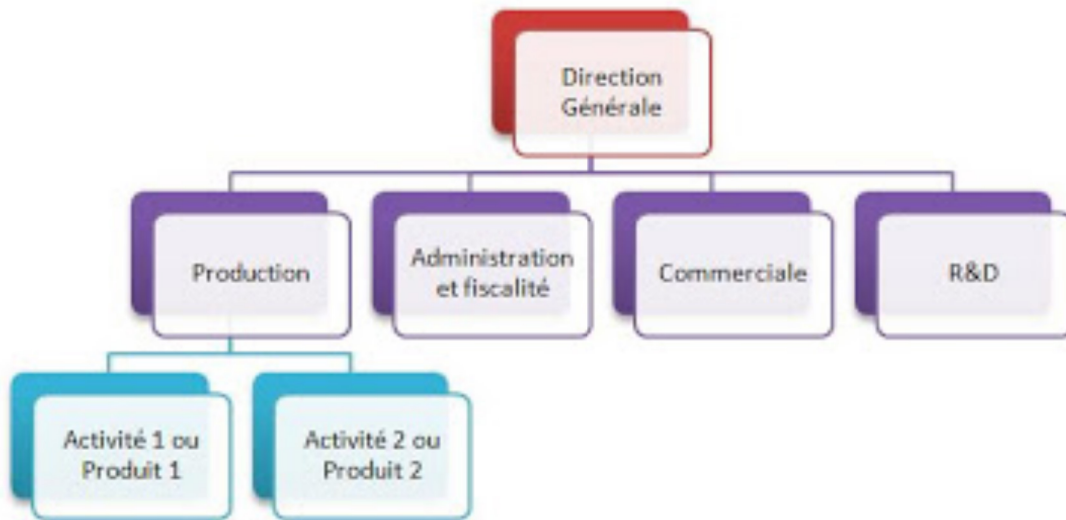 Direction
Générale
Production
Administration
et fiscalité
Commerciale
R&D
Activité 1 ou
Produit 1
Activité 2 ou
Produit 2